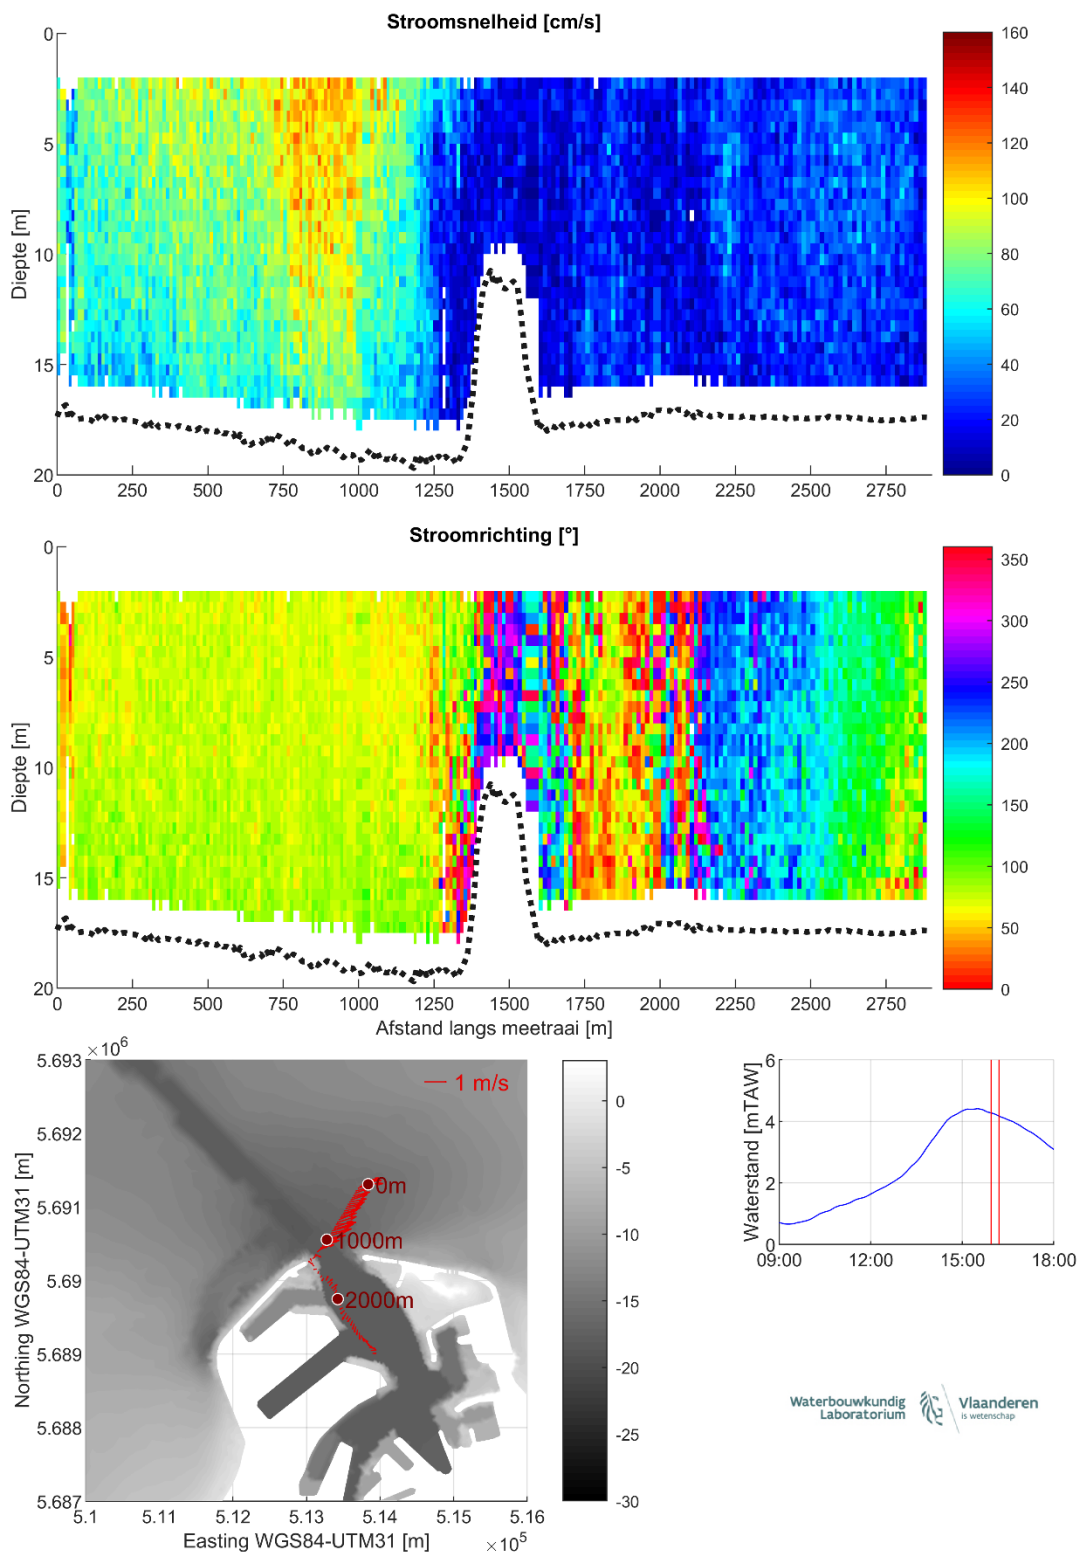 Stroomsnelheid [cm/s]
0
5
10
15
20
Diepte [m]
0 250 500 750 1000 1250 1500 1750 2000 2250 2500 2750
160
140
120
100
80
60
40
20
0
Stroomrichting [°]
0
5
10
15
20
Diepte [m]
0 250 500 750 1000 1250 1500 1750 2000 2250 2500 2750
Afstand langs meetraai [m]
350
300
250
200
150
100
50
0
×10⁶
5.693
5.692
5.691
5.69
5.689
5.688
5.687
Northing WGS84-UTM31 [m]
1 m/s
0m
1000m
2000m
5.1 5.11 5.12 5.13 5.14 5.15 5.16
Easting WGS84-UTM31 [m]
×10⁵
0
-5
-10
-15
-20
-25
-30
Waterstand [mTAW]
6
4
2
0
09:00 12:00 15:00 18:00
Waterbouwkundig
Laboratorium
Vlaanderen
is wetenschap